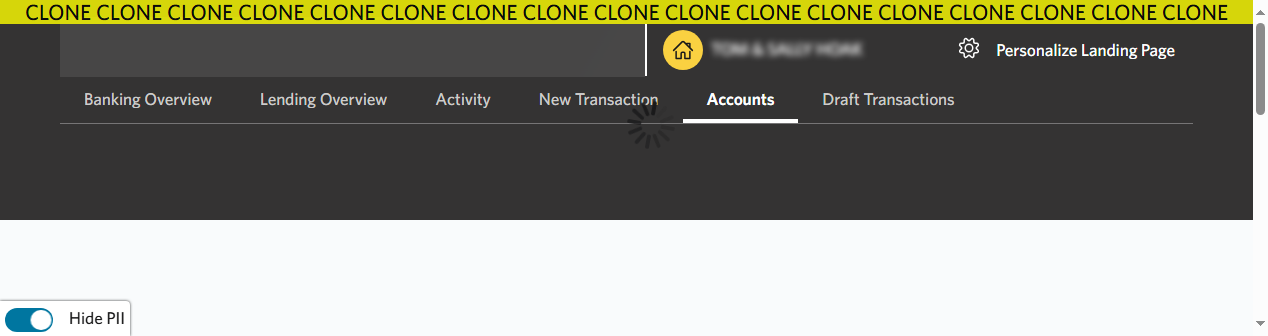 CLONE CLONE CLONE CLONE CLONE CLONE CLONE CLONE CLONE CLONE CLONE CLONE CLONE CLONE CLONE CLONE CLONE
Personalize Landing Page
Banking Overview Lending Overview Activity New Transaction Accounts Draft Transactions
Hide PII